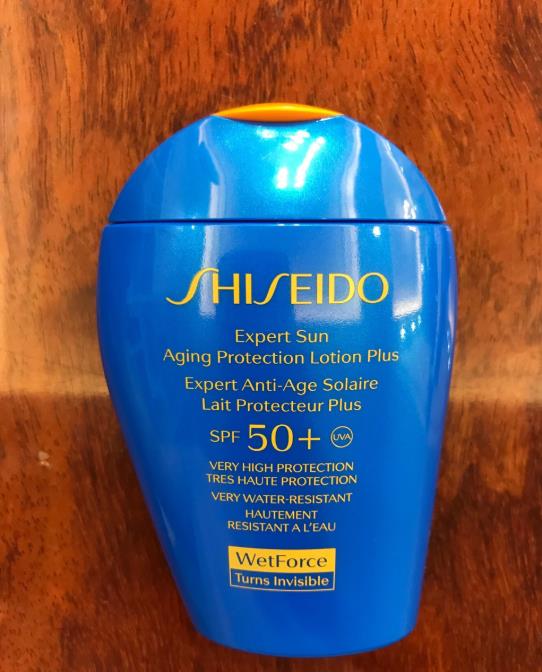 SHISEIDO
Expert Sun
Aging Protection Lotion Plus
Expert Anti-Age Solaire
Lait Protecteur Plus
SPF 50+ UVA
VERY HIGH PROTECTION
TRES HAUTE PROTECTION
VERY WATER-RESISTANT
HAUTEMENT
RESISTANT A L'EAU
WetForce
Turns Invisible